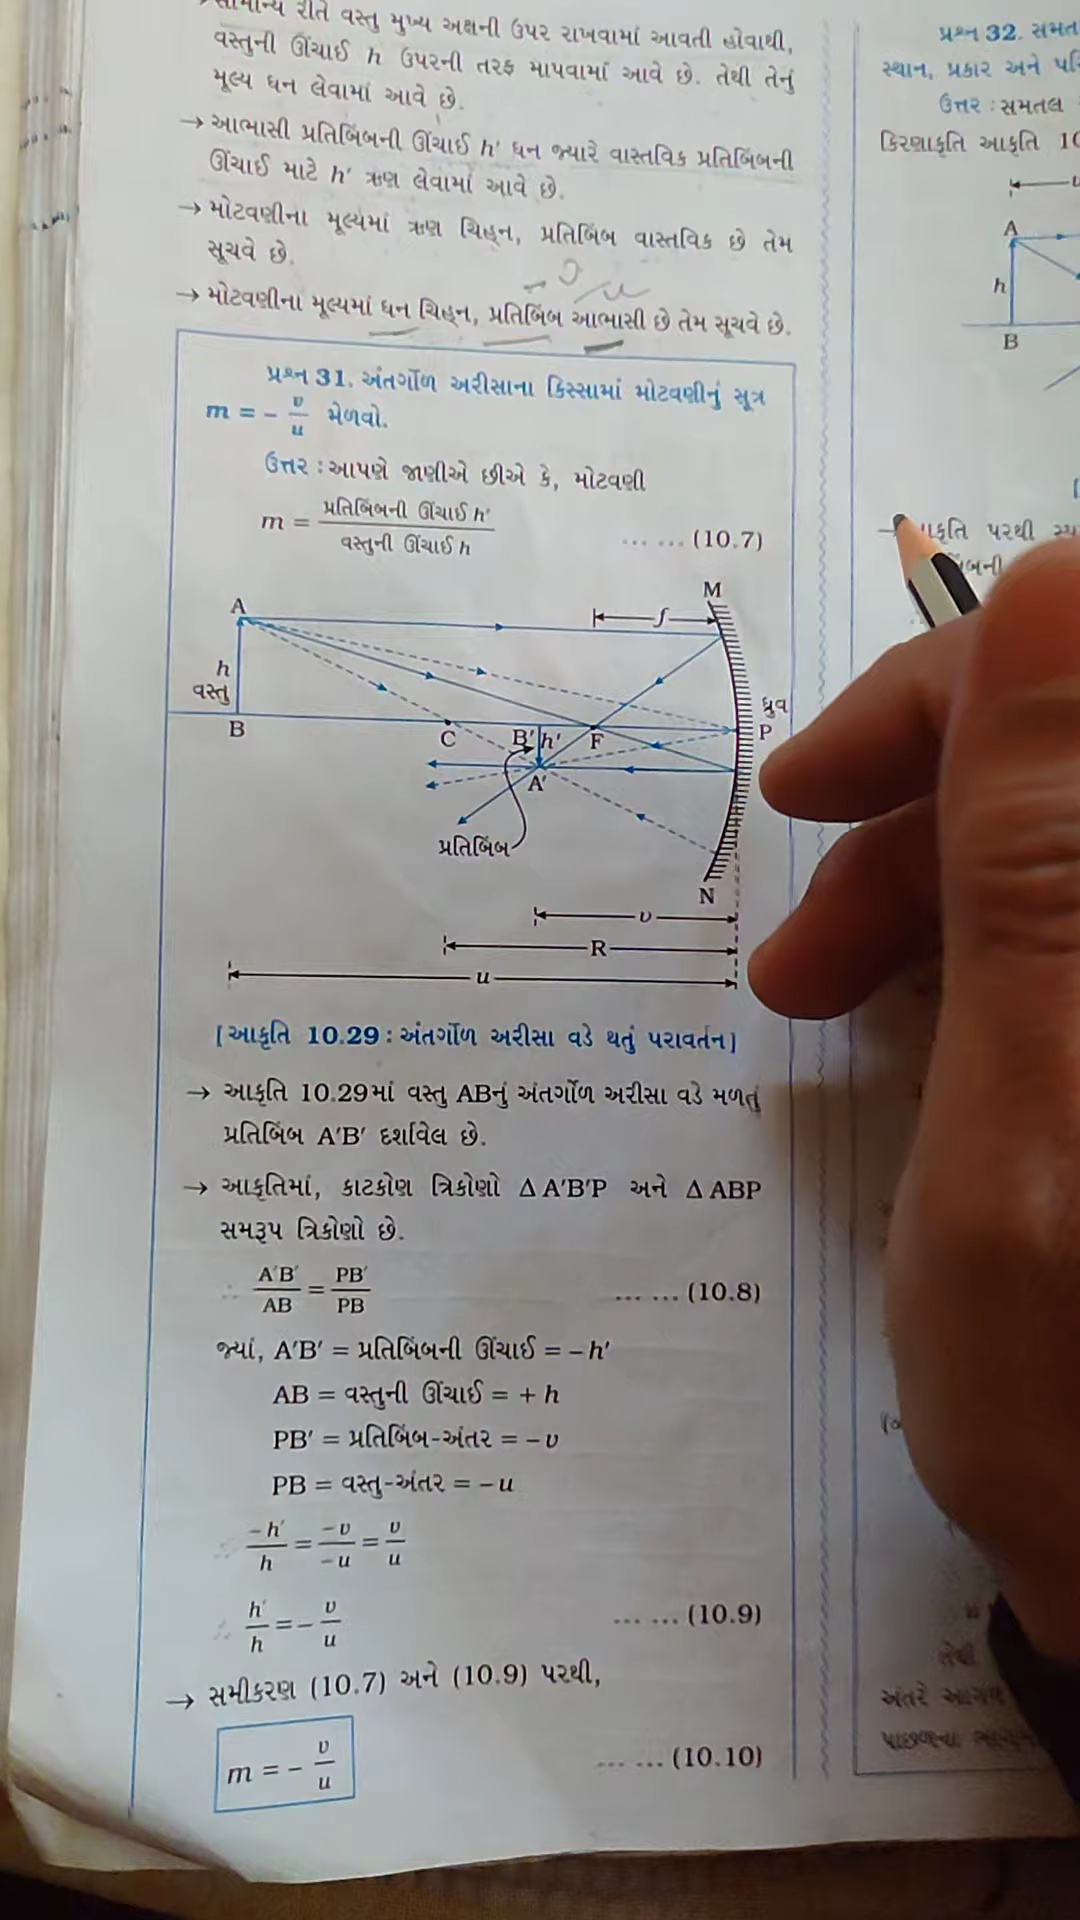 સામાન્ય રીતે વસ્તુ મુખ્ય અક્ષની ઉપર રાખવામાં આવતી હોવાથી,
વસ્તુની ઊંચાઈ h ઉપરની તરફ માપવામાં આવે છે. તેથી તેનું
મૂલ્ય ધન લેવામાં આવે છે.
→ આભાસી પ્રતિબિંબની ઊંચાઈ h′ ધન જ્યારે વાસ્તવિક પ્રતિબિંબની
ઊંચાઈ માટે h′ ઋણ લેવામાં આવે છે.
→ મોટવણીના મૂલ્યમાં ઋણ ચિહ્ન, પ્રતિબિંબ વાસ્તવિક છે તેમ
સૂચવે છે.
→ મોટવણીના મૂલ્યમાં ધન ચિહ્ન, પ્રતિબિંબ આભાસી છે તેમ સૂચવે છે.
પ્રશ્ન 31. અંતર્ગોળ અરીસાના કિસ્સામાં મોટવણીનું સૂત્ર
m = – υ/u મેળવો.
ઉત્તર : આપણે જાણીએ છીએ કે, મોટવણી
m = પ્રતિબિંબની ઊંચાઈ h′ / વસ્તુની ઊંચાઈ h ... ... (10.7)
M
A
f
h
વસ્તુ
ધ્રુવ
B C B′ h′ F P
A′
પ્રતિબિંબ
N
υ
R
u
[આકૃતિ 10.29 : અંતર્ગોળ અરીસા વડે થતું પરાવર્તન]
→ આકૃતિ 10.29માં વસ્તુ ABનું અંતર્ગોળ અરીસા વડે મળતું
પ્રતિબિંબ A′B′ દર્શાવેલ છે.
→ આકૃતિમાં, કાટકોણ ત્રિકોણો Δ A′B′P અને Δ ABP
સમરૂપ ત્રિકોણો છે.
∴ A′B′/AB = PB′/PB ... ... (10.8)
જ્યાં, A′B′ = પ્રતિબિંબની ઊંચાઈ = – h′
AB = વસ્તુની ઊંચાઈ = + h
PB′ = પ્રતિબિંબ-અંતર = – υ
PB = વસ્તુ-અંતર = – u
∴ –h′/h = –υ/–u = υ/u
∴ h′/h = – υ/u ... ... (10.9)
→ સમીકરણ (10.7) અને (10.9) પરથી,
m = – υ/u ... ... (10.10)
પ્રશ્ન 32. સમત
સ્થાન, પ્રકાર અને
ઉત્તર : સમતલ
કિરણાકૃતિ આકૃતિ
A
h
B
પરથી